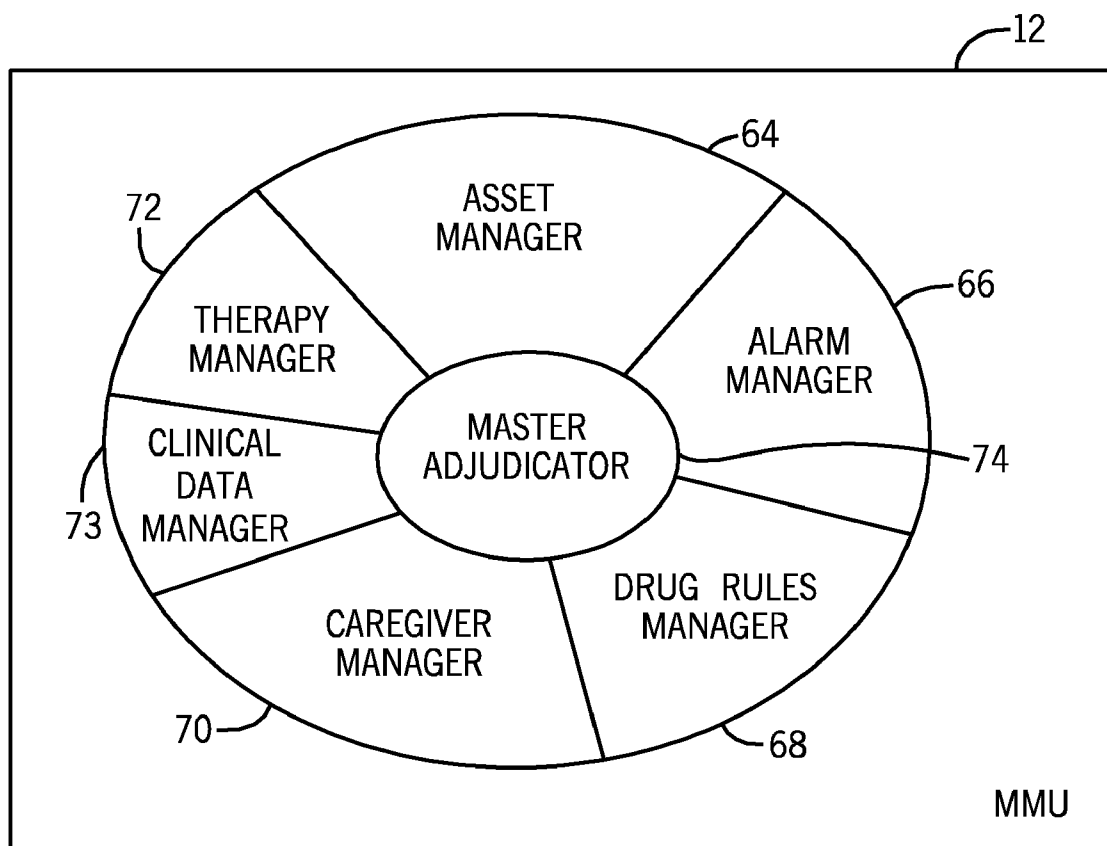 12
64
ASSET
MANAGER
72
THERAPY
MANAGER
66
ALARM
MANAGER
MASTER
ADJUDICATOR
74
CLINICAL
DATA
MANAGER
73
DRUG RULES
MANAGER
CAREGIVER
MANAGER
70
68
MMU